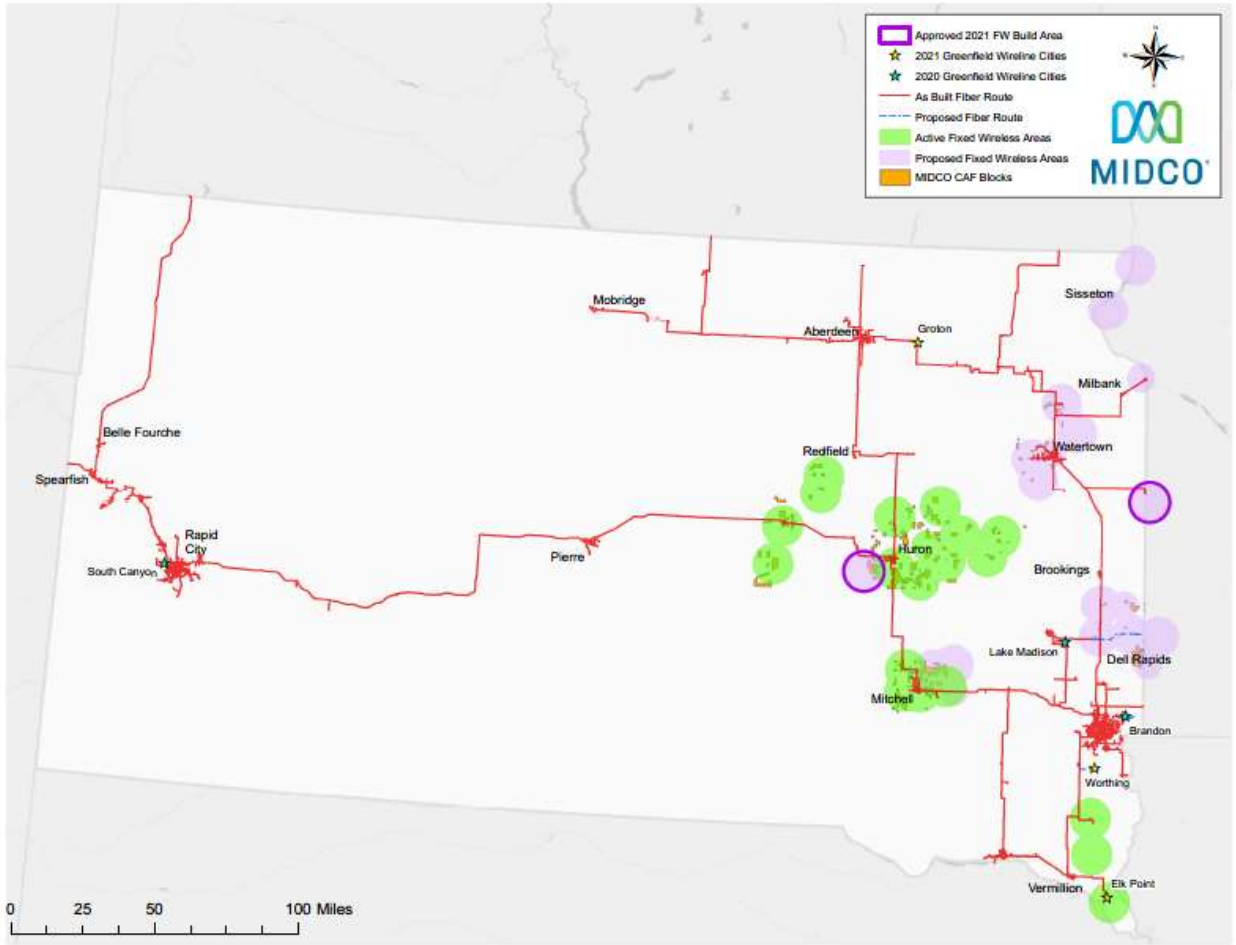 Approved 2021 FW Build Area
2021 Greenfield Wireline Cities
2020 Greenfield Wireline Cities
As Built Fiber Route
Proposed Fiber Route
Active Fixed Wireless Areas
Proposed Fixed Wireless Areas
MIDCO CAF Blocks
MIDCO
Sisseton
Mobridge
Aberdeen
Groton
Milbank
Belle Fourche
Redfield
Watertown
Spearfish
Rapid
City
South Canyon
Pierre
Huron
Brookings
Lake Madison
Dell Rapids
Mitchell
Brandon
Worthing
Vermillion
Elk Point
0 25 50 100 Miles